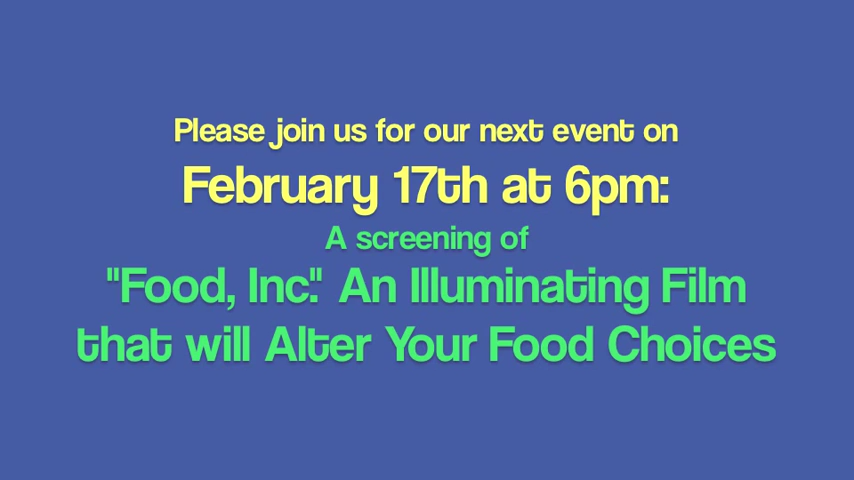 Please join us for our next event on
February 17th at 6pm:
A screening of
"Food, Inc." An Illuminating Film
that will Alter Your Food Choices